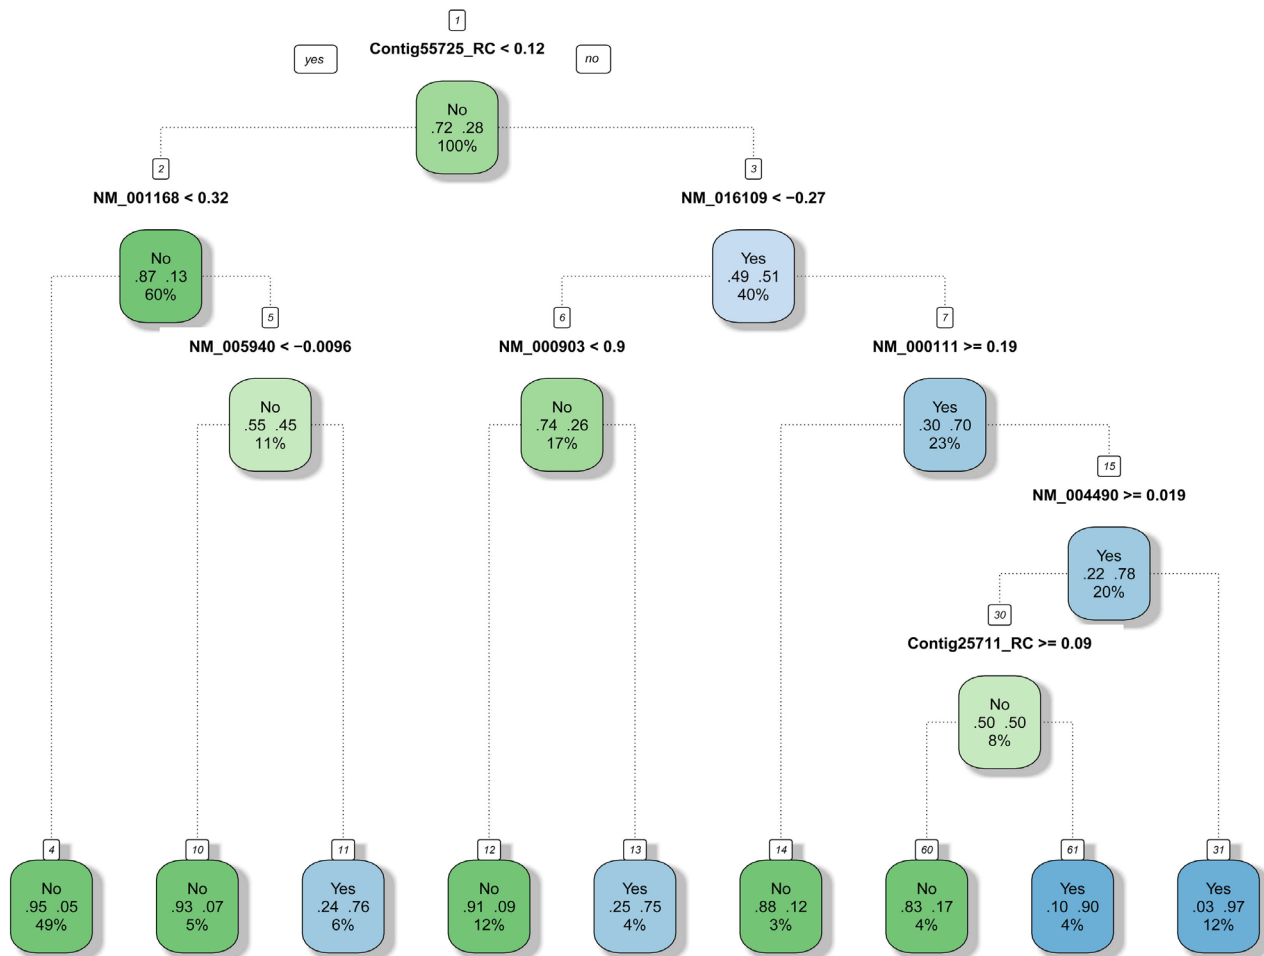 1
Contig55725_RC < 0.12
yes
no
No
.72 .28
100%
2
3
NM_001168 < 0.32
NM_016109 < −0.27
No
.87 .13
60%
Yes
.49 .51
40%
5
6
7
NM_005940 < −0.0096
NM_000903 < 0.9
NM_000111 >= 0.19
No
.55 .45
11%
No
.74 .26
17%
Yes
.30 .70
23%
15
NM_004490 >= 0.019
Yes
.22 .78
20%
30
Contig25711_RC >= 0.09
No
.50 .50
8%
4
10
11
12
13
14
60
61
31
No
.95 .05
49%
No
.93 .07
5%
Yes
.24 .76
6%
No
.91 .09
12%
Yes
.25 .75
4%
No
.88 .12
3%
No
.83 .17
4%
Yes
.10 .90
4%
Yes
.03 .97
12%